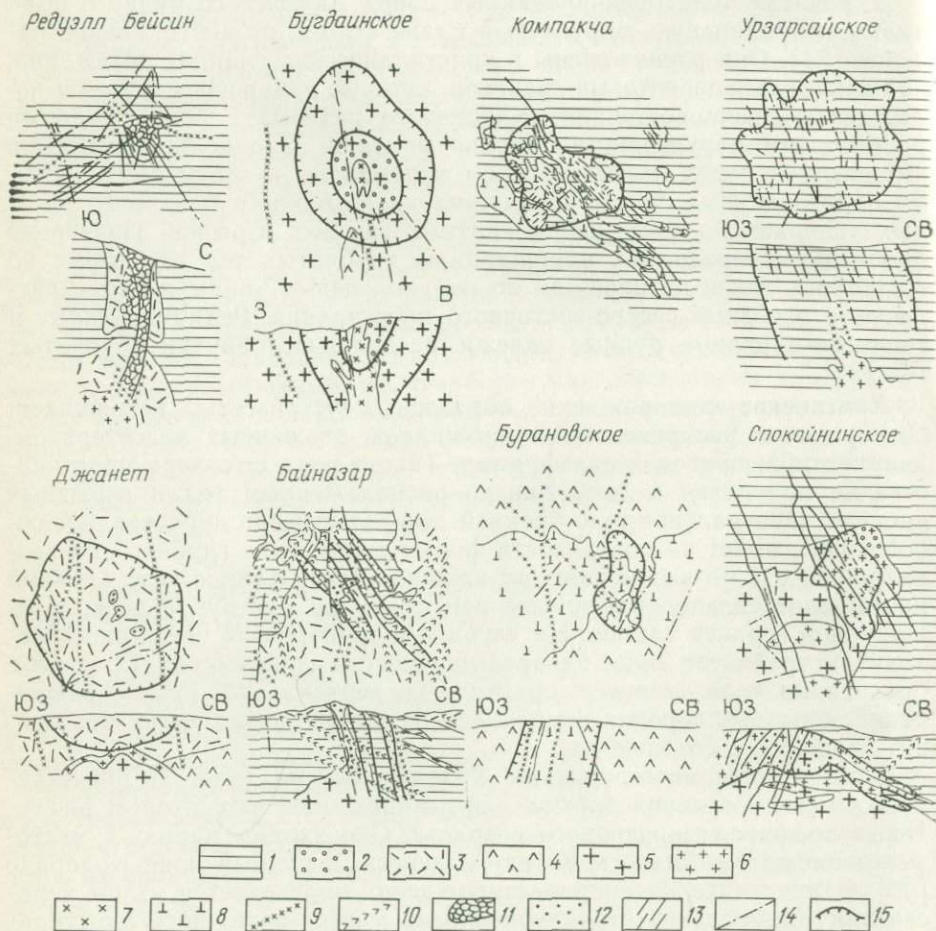 Редуэлл Бейсин
Бугдаинское
Компакча
Урзарсайское
Ю
С
З
В
ЮЗ
СВ
Джанет
Байназар
Бурановское
Спокойнинское
ЮЗ
СВ
ЮЗ
СВ
ЮЗ
СВ
ЮЗ
СВ
1 2 3 4 5 6
7 8 9 10 11 12 13 14 15